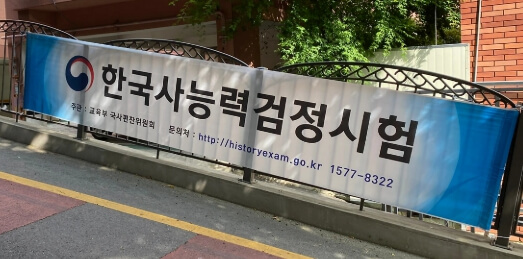 한국사능력검정시험
주관 : 교육부 국사편찬위원회 문의처 : http://historyexam.go.kr 1577-8322